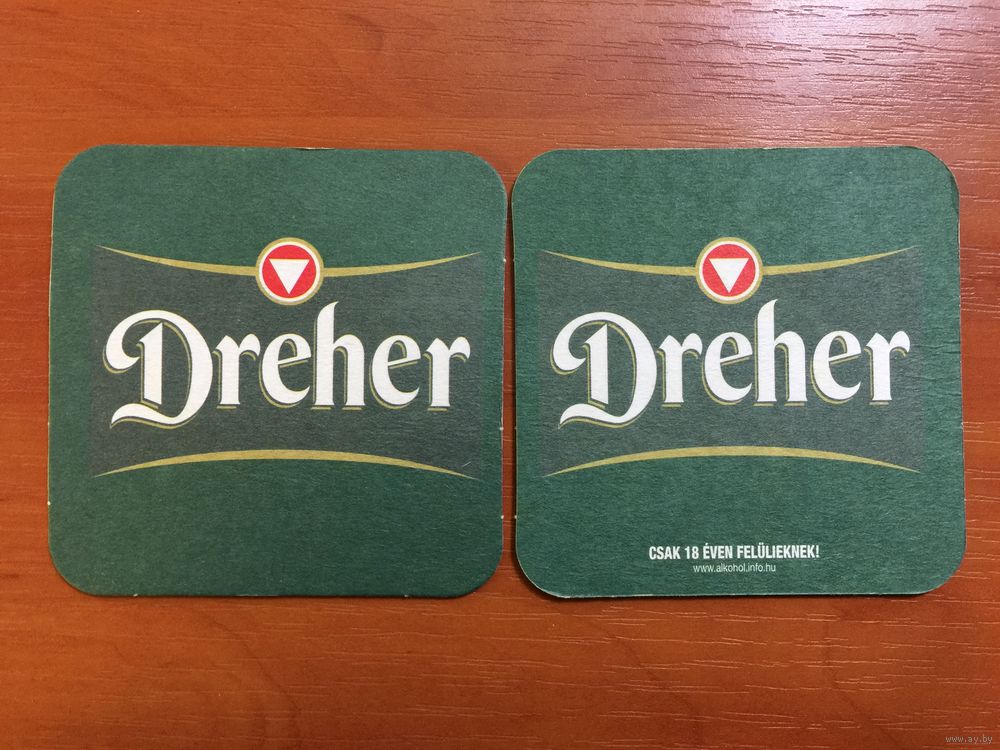 Dreher
Dreher
CSAK 18 ÉVEN FELÜLIEKNEK!
www.alkohol.info.hu
www.ay.by